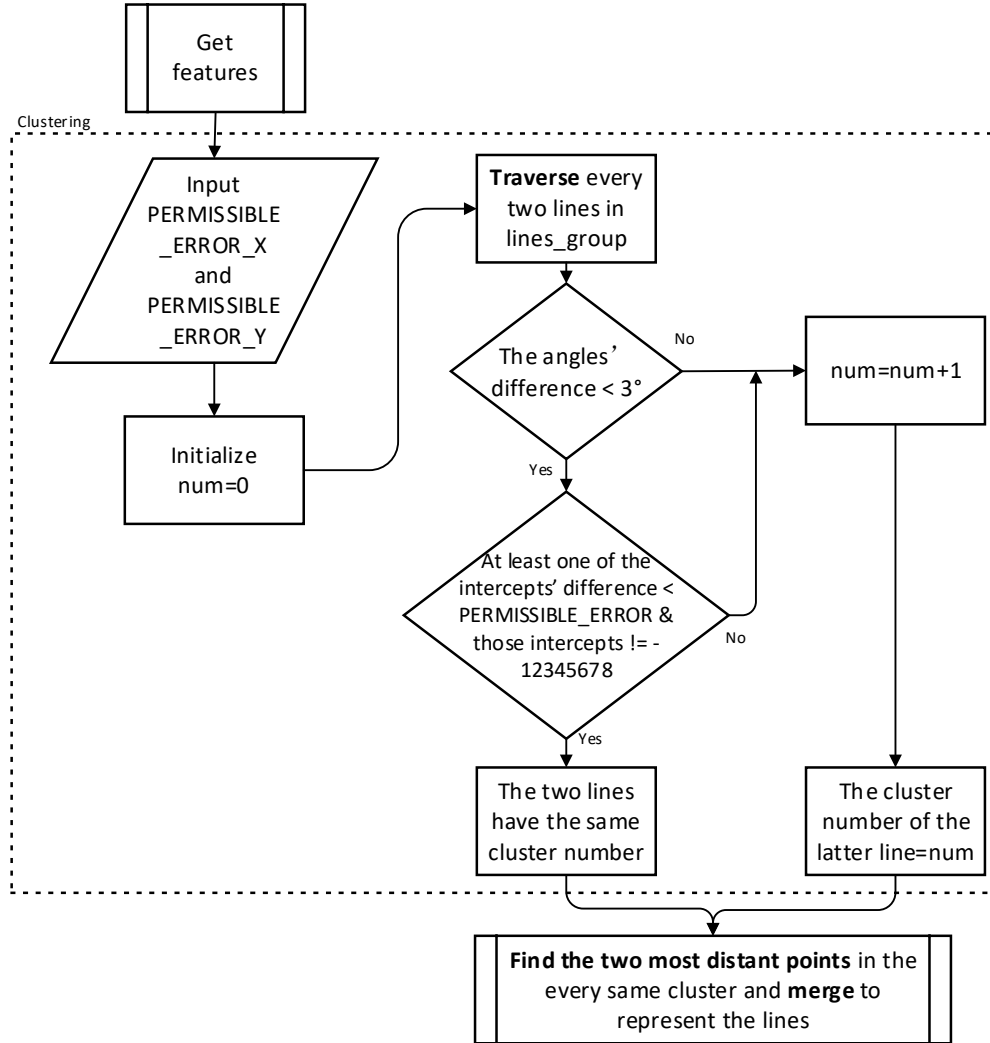 Get
features
Clustering
Input
PERMISSIBLE
_ERROR_X
and
PERMISSIBLE
_ERROR_Y
Initialize
num=0
Traverse every
two lines in
lines_group
The angles’
difference < 3°
No
num=num+1
Yes
At least one of the
intercepts’ difference <
PERMISSIBLE_ERROR &
those intercepts != -
12345678
No
Yes
The two lines
have the same
cluster number
The cluster
number of the
latter line=num
Find the two most distant points in the
every same cluster and merge to
represent the lines